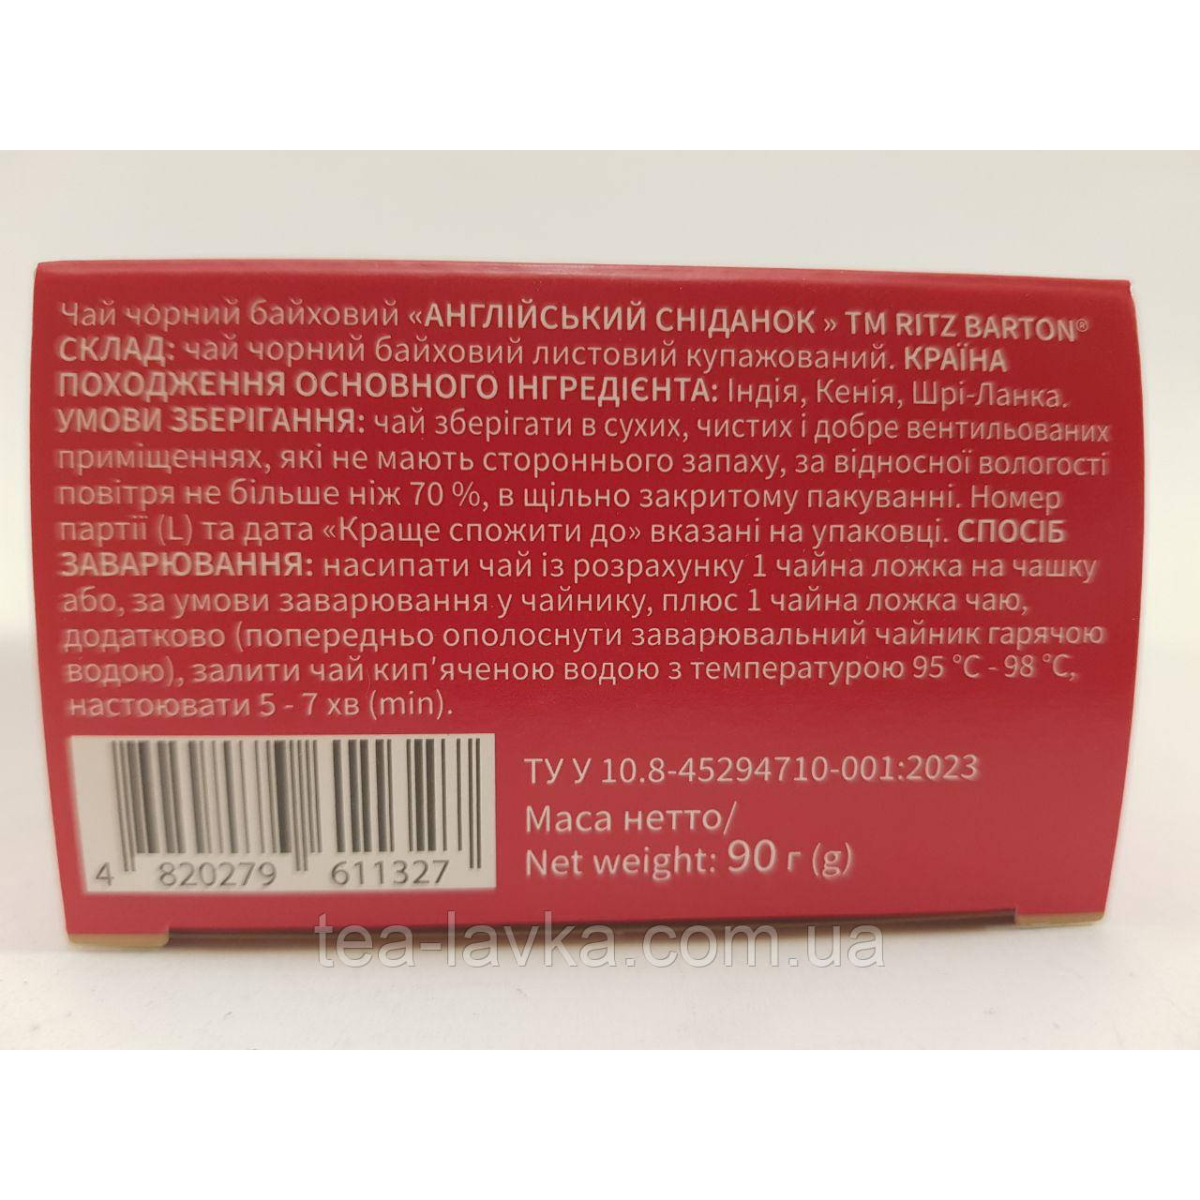 Чай чорний байховий «АНГЛІЙСЬКИЙ СНІДАНОК » ТМ RITZ BARTON®
СКЛАД: чай чорний байховий листовий купажований. КРАЇНА
ПОХОДЖЕННЯ ОСНОВНОГО ІНГРЕДІЄНТА: Індія, Кенія, Шрі-Ланка.
УМОВИ ЗБЕРІГАННЯ: чай зберігати в сухих, чистих і добре вентильованих
приміщеннях, які не мають стороннього запаху, за відносної вологості
повітря не більше ніж 70 %, в щільно закритому пакуванні. Номер
партії (L) та дата «Краще спожити до» вказані на упаковці. СПОСІБ
ЗАВАРЮВАННЯ: насипати чай із розрахунку 1 чайна ложка на чашку
або, за умови заварювання у чайнику, плюс 1 чайна ложка чаю,
додатково (попередньо ополоснути заварювальний чайник гарячою
водою), залити чай кип'яченою водою з температурою 95 °С - 98 °С,
настоювати 5 - 7 хв (min).
ТУ У 10.8-45294710-001:2023
Маса нетто/
Net weight: 90 г (g)
4 820279 611327
tea-lavka.com.ua